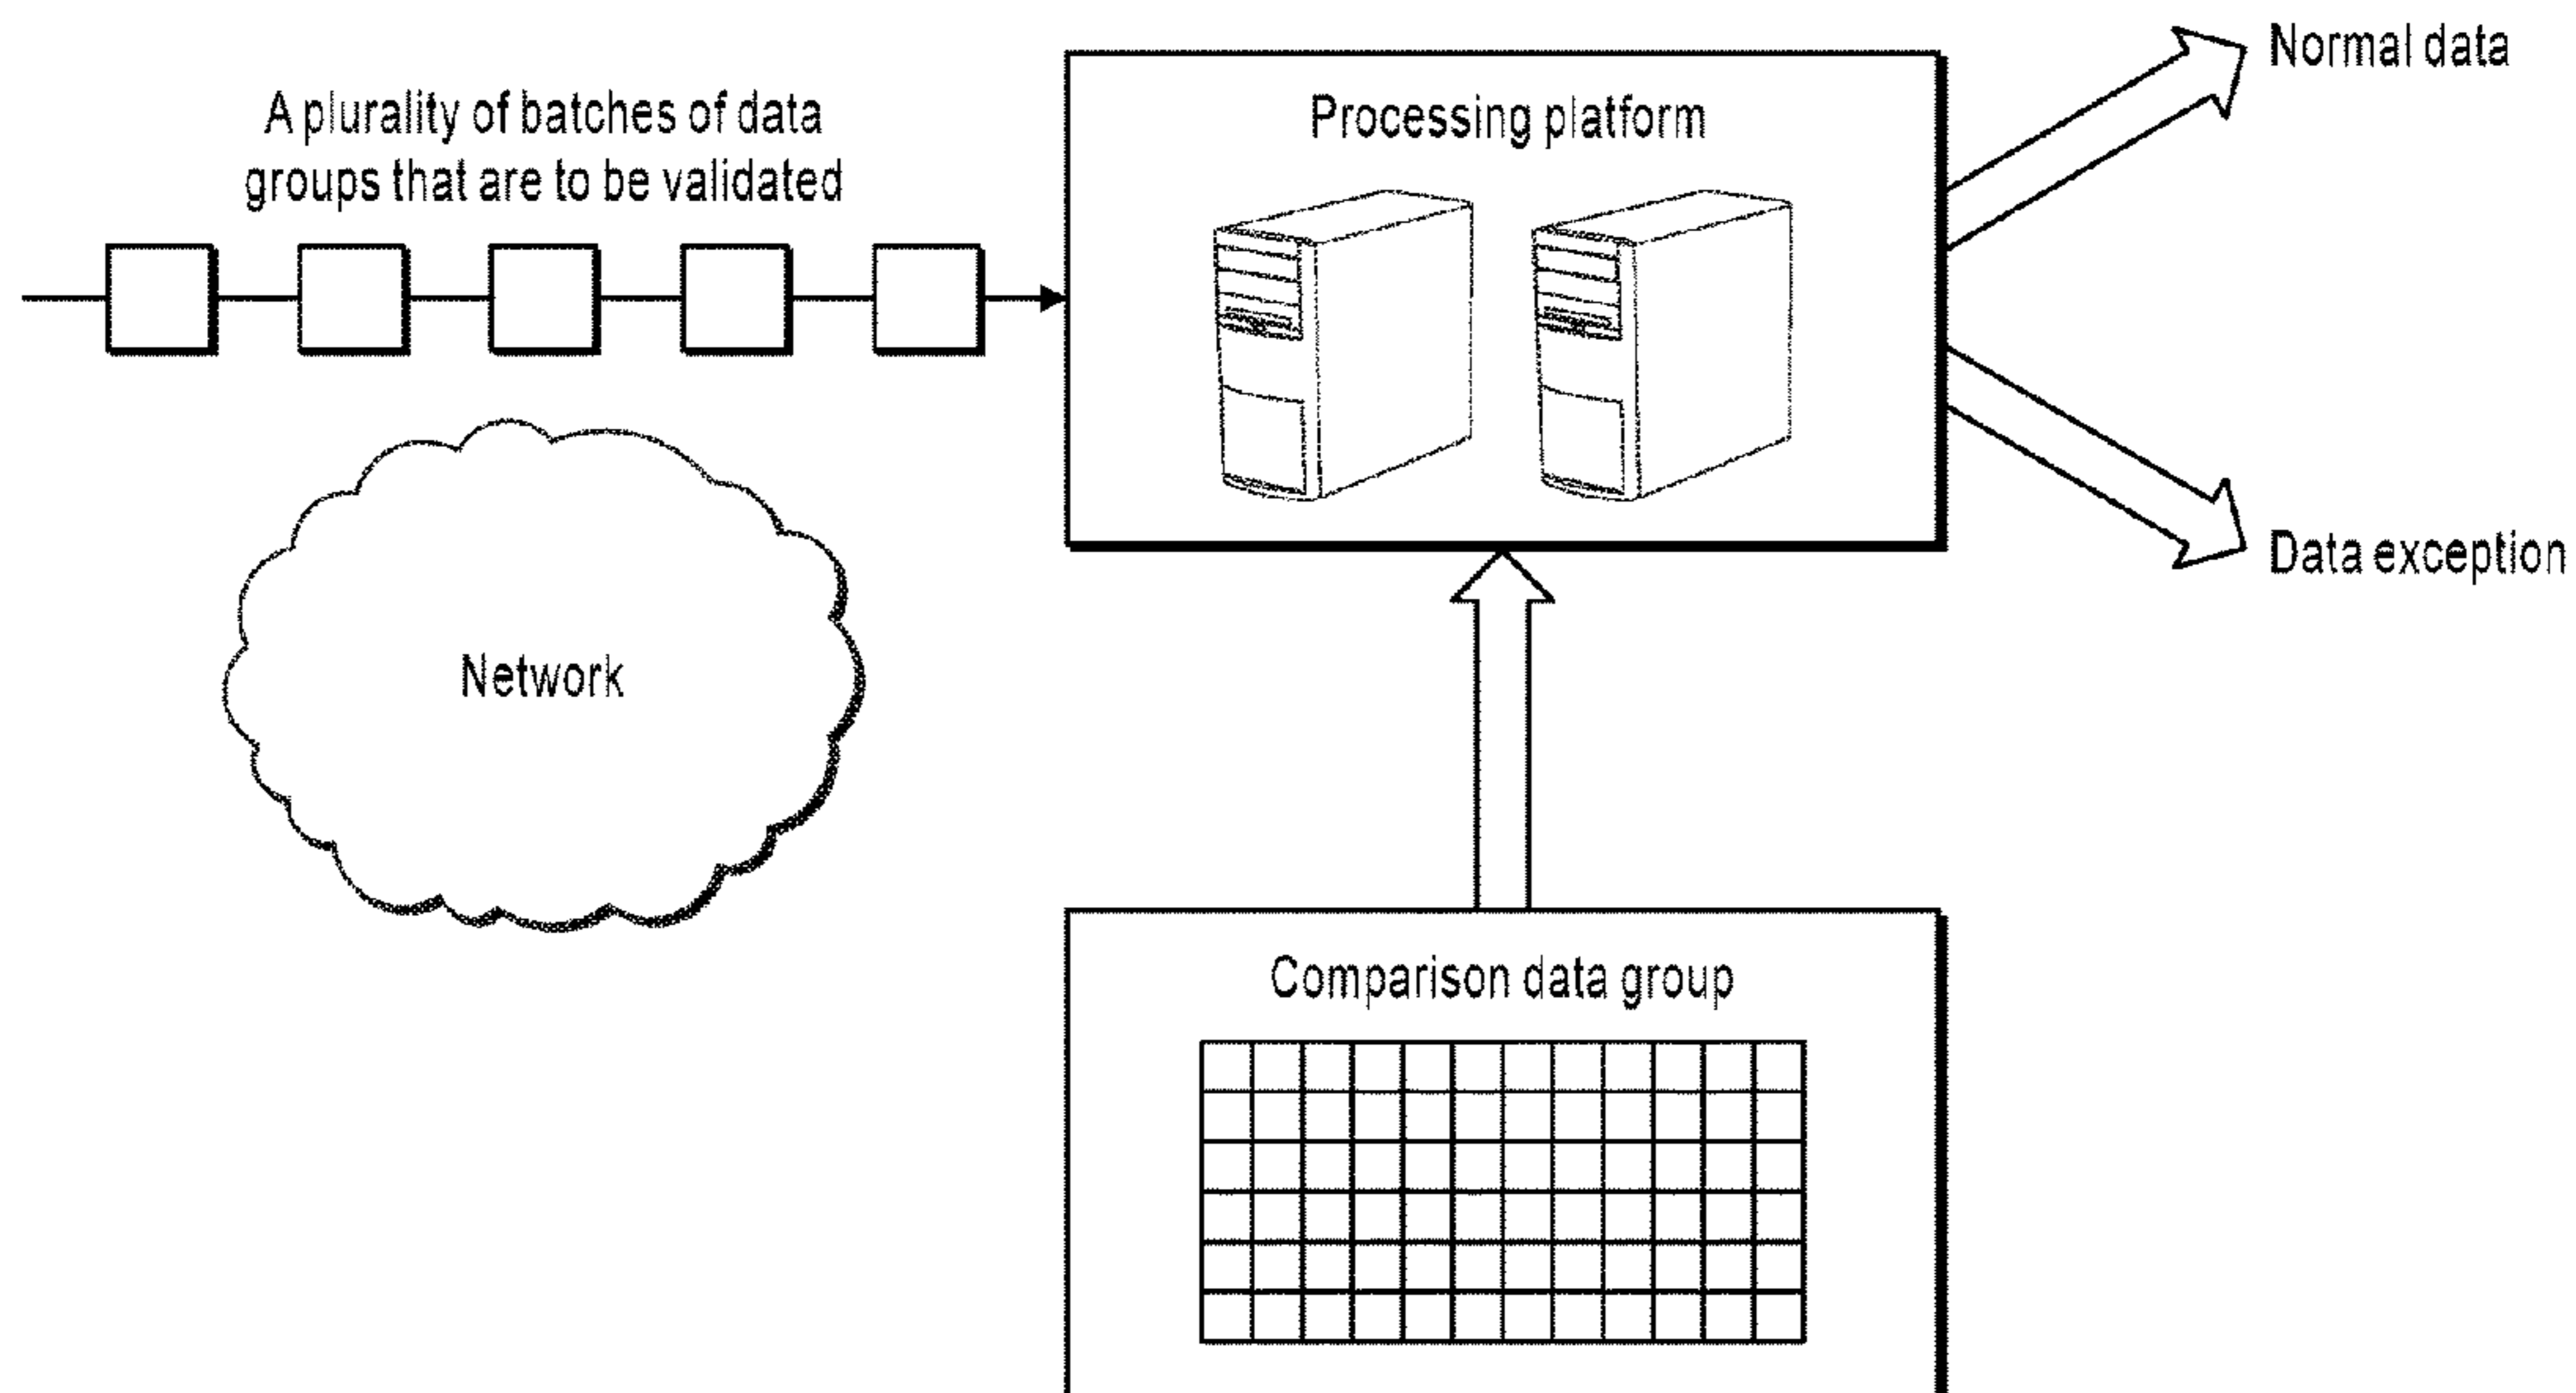 A plurality of batches of data
groups that are to be validated
Processing platform
Normal data
Data exception
Network
Comparison data group